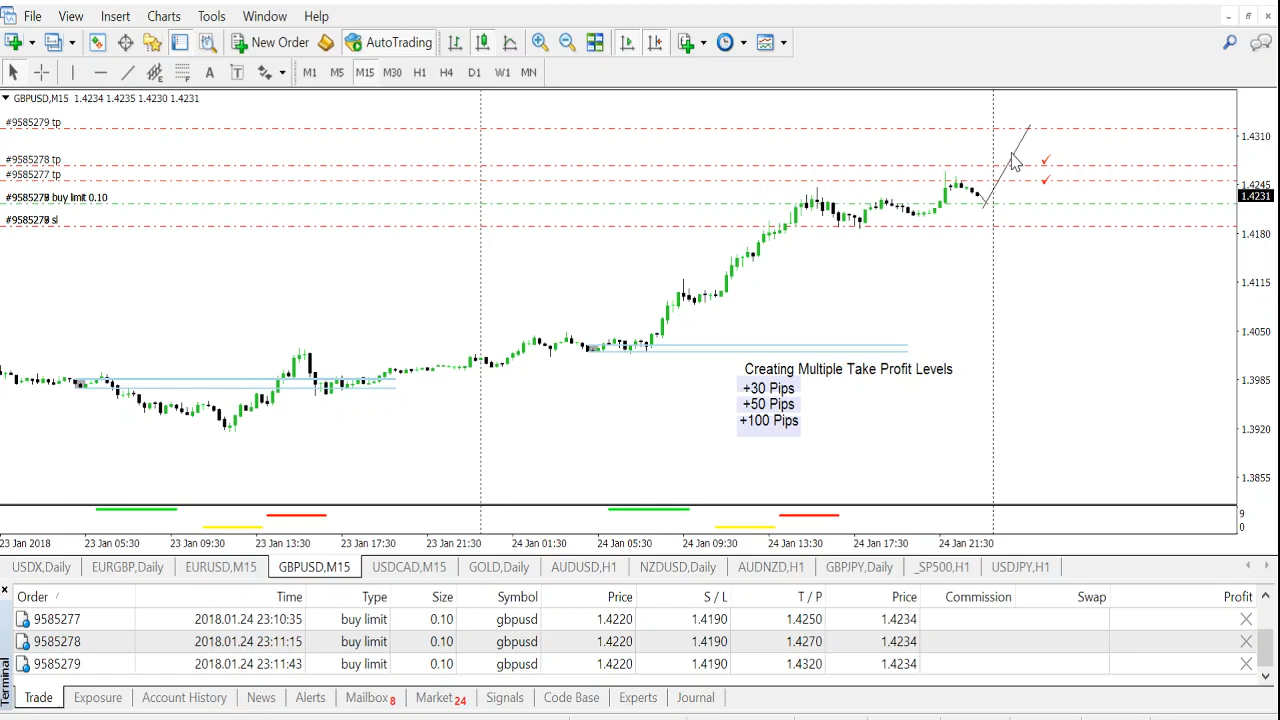 File View Insert Charts Tools Window Help
New Order AutoTrading
A T M1 M5 M15 M30 H1 H4 D1 W1 MN
GBPUSD,M15 1.4234 1.4235 1.4230 1.4231
#9585279 tp
1.4310
#9585278 tp
#9585277 tp
1.4245
buy limit 0.10
1.4231
sl
1.4180
1.4115
1.4050
Creating Multiple Take Profit Levels
1.3985
+30 Pips
+50 Pips
+100 Pips
1.3920
1.3855
9
0
23 Jan 2018 23 Jan 05:30 23 Jan 09:30 23 Jan 13:30 23 Jan 17:30 23 Jan 21:30 24 Jan 01:30 24 Jan 05:30 24 Jan 09:30 24 Jan 13:30 24 Jan 17:30 24 Jan 21:30
USDX,Daily EURGBP,Daily EURUSD,M15 GBPUSD,M15 USDCAD,M15 GOLD,Daily AUDUSD,H1 NZDUSD,Daily AUDNZD,H1 GBPJPY,Daily _SP500,H1 USDJPY,H1
Order Time Type Size Symbol Price S / L T / P Price Commission Swap Profit
9585277 2018.01.24 23:10:35 buy limit 0.10 gbpusd 1.4220 1.4190 1.4250 1.4234
9585278 2018.01.24 23:11:15 buy limit 0.10 gbpusd 1.4220 1.4190 1.4270 1.4234
9585279 2018.01.24 23:11:43 buy limit 0.10 gbpusd 1.4220 1.4190 1.4320 1.4234
Terminal
Trade Exposure Account History News Alerts Mailbox 8 Market 24 Signals Code Base Experts Journal